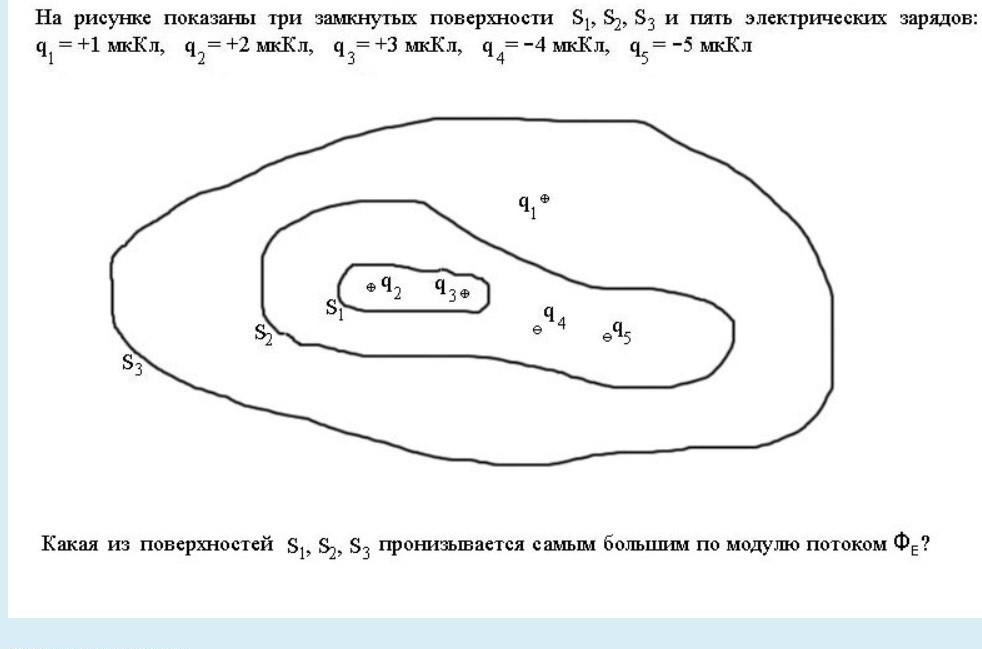 На рисунке показаны три замкнутых поверхности S₁, S₂, S₃ и пять электрических зарядов:
q₁ = +1 мкКл, q₂ = +2 мкКл, q₃ = +3 мкКл, q₄ = −4 мкКл, q₅ = −5 мкКл
q₁ ⊕
⊕ q₂ q₃ ⊕
S₁
q₄
S₂
⊖ ⊖ q₅
S₃
Какая из поверхностей S₁, S₂, S₃ пронизывается самым большим по модулю потоком Φ_E?